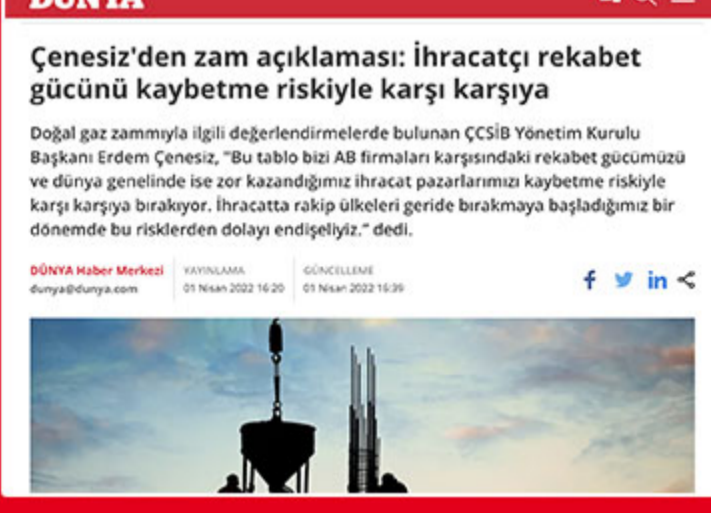 DÜNYA
Çenesiz'den zam açıklaması: İhracatçı rekabet
gücünü kaybetme riskiyle karşı karşıya
Doğal gaz zammıyla ilgili değerlendirmelerde bulunan ÇCSİB Yönetim Kurulu
Başkanı Erdem Çenesiz, "Bu tablo bizi AB firmaları karşısındaki rekabet gücümüzü
ve dünya genelinde ise zor kazandığımız ihracat pazarlarımızı kaybetme riskiyle
karşı karşıya bırakıyor. İhracatta rakip ülkeleri geride bırakmaya başladığımız bir
dönemde bu risklerden dolayı endişeliyiz." dedi.
DÜNYA Haber Merkezi YAYINLAMA GÜNCELLEME
dunya@dunya.com 01 Nisan 2022 16:20 01 Nisan 2022 16:39